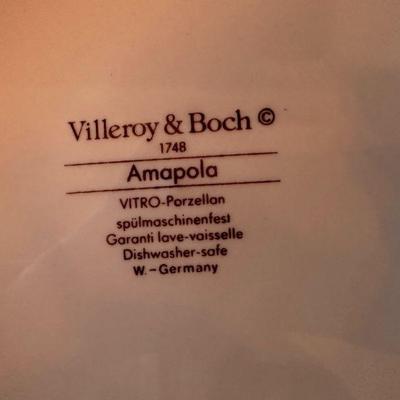 Villeroy & Boch ©
1748
Amapola
VITRO-Porzellan
spülmaschinenfest
Garanti lave-vaisselle
Dishwasher-safe
W.-Germany